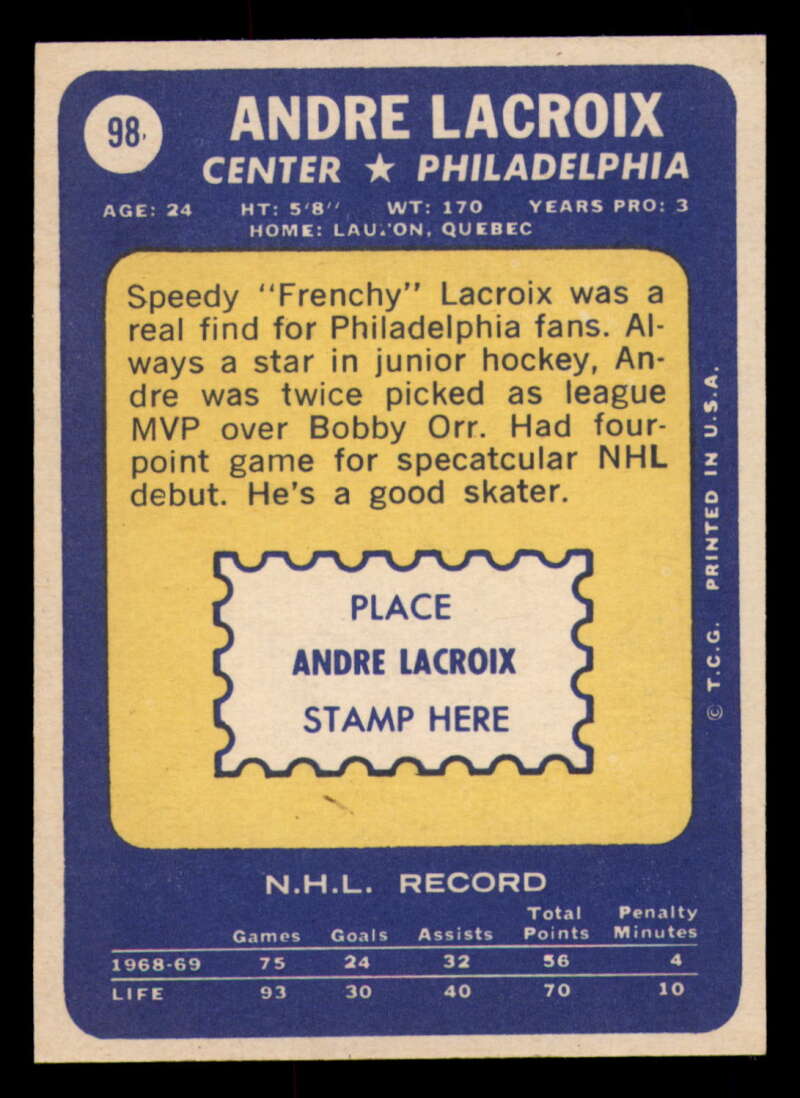 98
ANDRE LACROIX
CENTER ★ PHILADELPHIA
AGE: 24 HT: 5'8'' WT: 170 YEARS PRO: 3
HOME: LAUZON, QUEBEC
Speedy "Frenchy" Lacroix was a
real find for Philadelphia fans. Al-
ways a star in junior hockey, An-
dre was twice picked as league
MVP over Bobby Orr. Had four-
point game for specatcular NHL
debut. He's a good skater.
PLACE
ANDRE LACROIX
STAMP HERE
© T.C.G. PRINTED IN U.S.A.
N.H.L. RECORD
Games Goals Assists Total Points Penalty Minutes
1968-69 75 24 32 56 4
LIFE 93 30 40 70 10